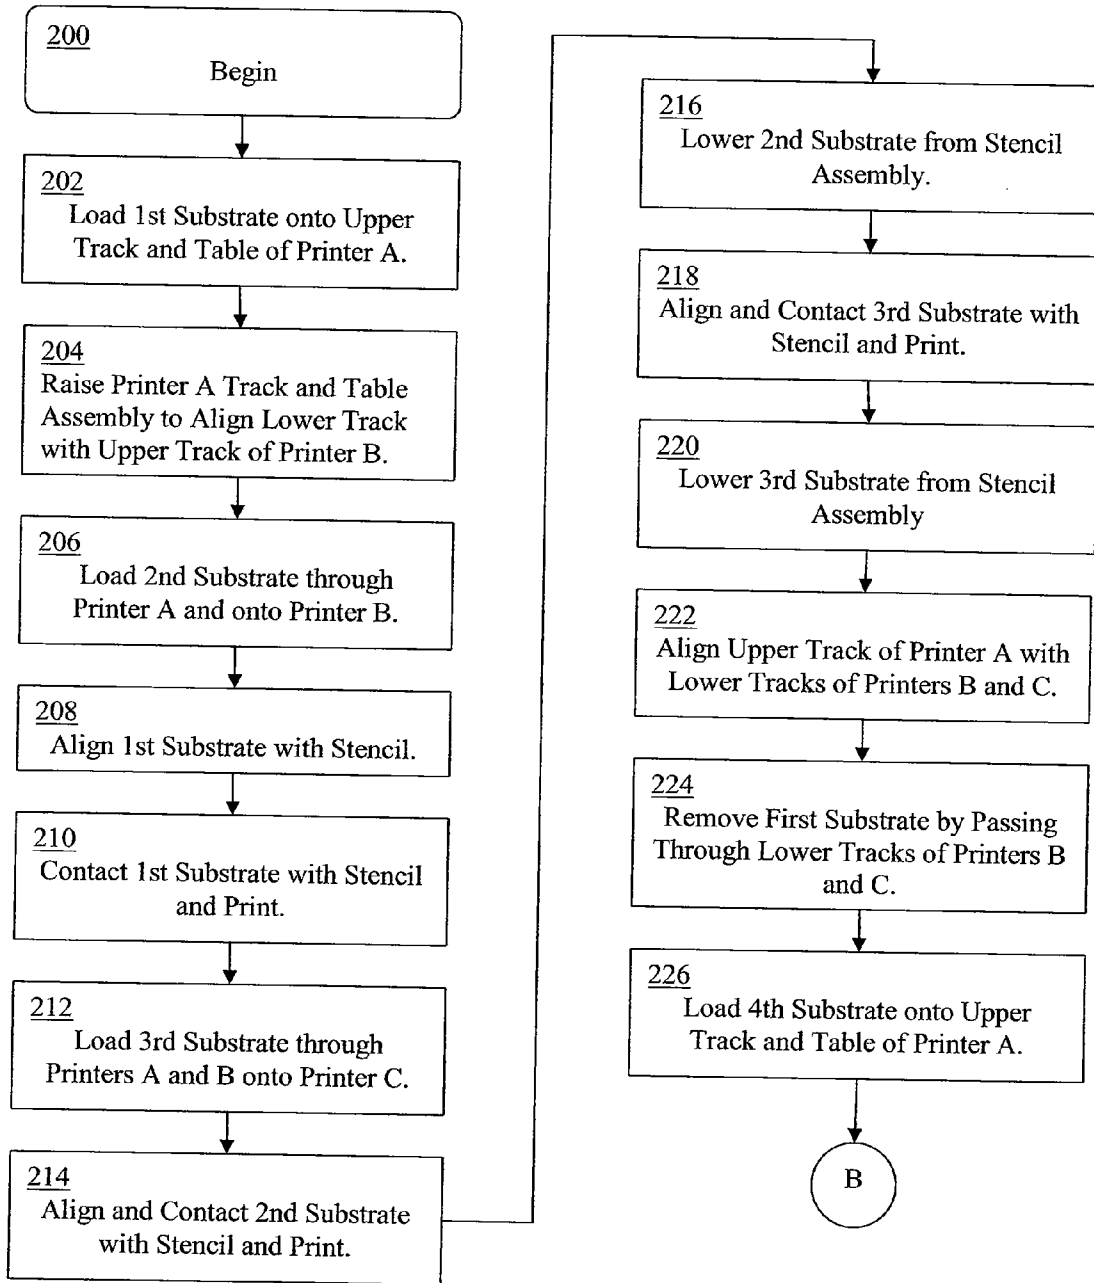 200
Begin
202
Load 1st Substrate onto Upper
Track and Table of Printer A.
204
Raise Printer A Track and Table
Assembly to Align Lower Track
with Upper Track of Printer B.
206
Load 2nd Substrate through
Printer A and onto Printer B.
208
Align 1st Substrate with Stencil.
210
Contact 1st Substrate with Stencil
and Print.
212
Load 3rd Substrate through
Printers A and B onto Printer C.
214
Align and Contact 2nd Substrate
with Stencil and Print.
216
Lower 2nd Substrate from Stencil
Assembly.
218
Align and Contact 3rd Substrate with
Stencil and Print.
220
Lower 3rd Substrate from Stencil
Assembly
222
Align Upper Track of Printer A with
Lower Tracks of Printers B and C.
224
Remove First Substrate by Passing
Through Lower Tracks of Printers B
and C.
226
Load 4th Substrate onto Upper
Track and Table of Printer A.
B